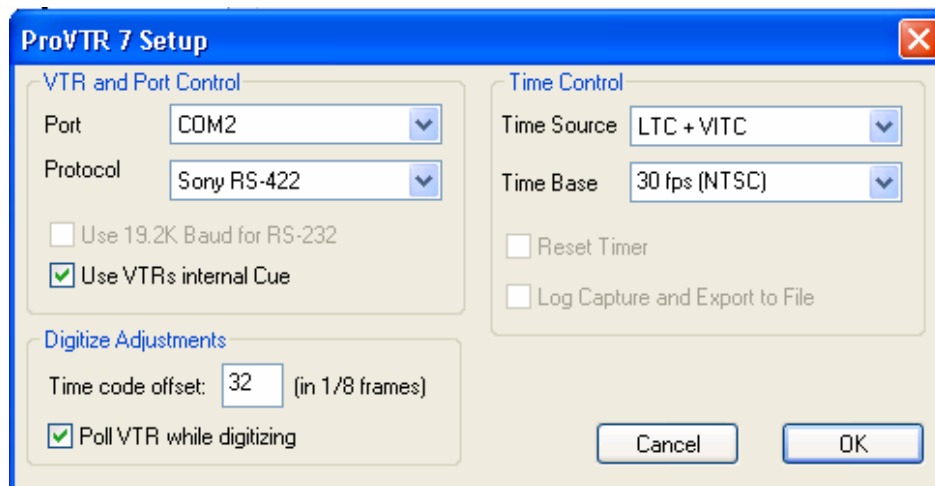 ProVTR 7 Setup
VTR and Port Control
Port COM2
Protocol Sony RS-422
Use 19.2K Baud for RS-232
Use VTRs internal Cue
Digitize Adjustments
Time code offset: 32 (in 1/8 frames)
Poll VTR while digitizing
Time Control
Time Source LTC + VITC
Time Base 30 fps (NTSC)
Reset Timer
Log Capture and Export to File
Cancel OK